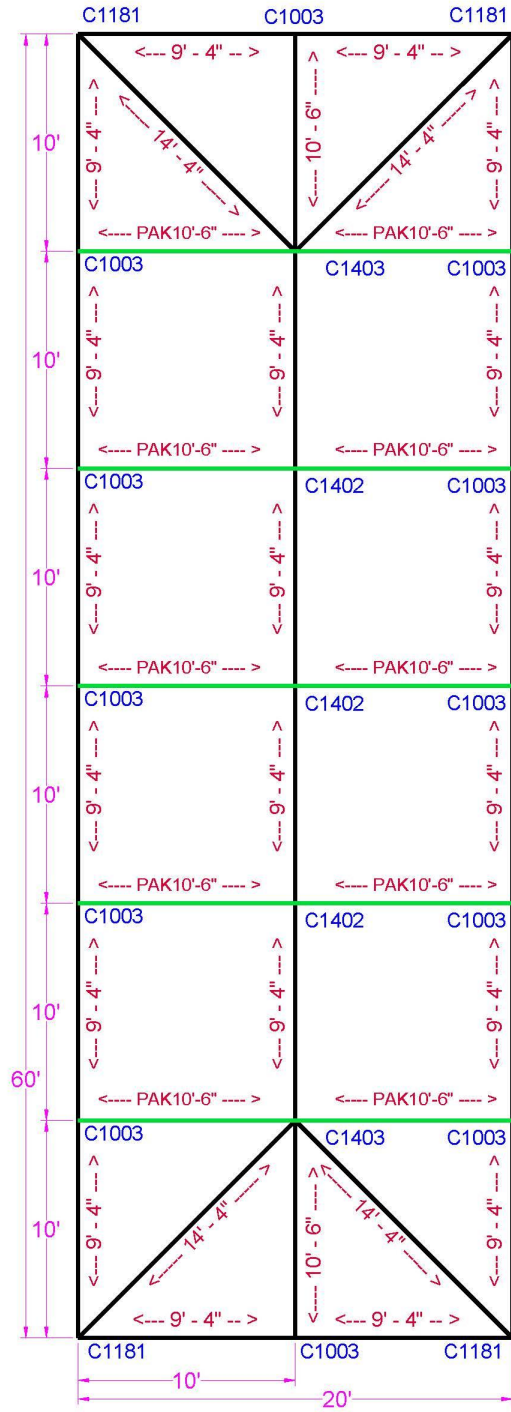 C1181 C1003 C1181
<--- 9' - 4" -- > <--- 9' - 4" -- >
10' <---- 9' - 4"---- > <------ 14' - 4" ------> <---- 10' - 6" ---- > <------ 14' - 4" ------> <---- 9' - 4"---- >
<---- PAK10'-6" ---- > <---- PAK10'-6" ---- >
C1003 C1403 C1003
10' <---- 9' - 4"---- > <---- 9' - 4"---- > <---- 9' - 4"---- >
<---- PAK10'-6" ---- > <---- PAK10'-6" ---- >
C1003 C1402 C1003
10' <---- 9' - 4"---- > <---- 9' - 4"---- > <---- 9' - 4"---- >
<---- PAK10'-6" ---- > <---- PAK10'-6" ---- >
C1003 C1402 C1003
10' <---- 9' - 4"---- > <---- 9' - 4"---- > <---- 9' - 4"---- >
<---- PAK10'-6" ---- > <---- PAK10'-6" ---- >
C1003 C1402 C1003
10' <---- 9' - 4"---- > <---- 9' - 4"---- > <---- 9' - 4"---- >
60'
<---- PAK10'-6" ---- > <---- PAK10'-6" ---- >
C1003 C1403 C1003
10' <---- 9' - 4"---- > <------ 14' - 4" ------> <---- 10' - 6" ---- > <------ 14' - 4" ------> <---- 9' - 4"---- >
<--- 9' - 4" -- > <--- 9' - 4" -- >
C1181 C1003 C1181
10'
20'